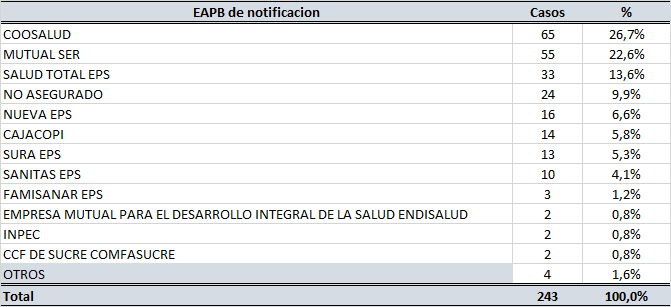 EAPB de notificacion Casos %
COOSALUD 65 26,7%
MUTUAL SER 55 22,6%
SALUD TOTAL EPS 33 13,6%
NO ASEGURADO 24 9,9%
NUEVA EPS 16 6,6%
CAJACOPI 14 5,8%
SURA EPS 13 5,3%
SANITAS EPS 10 4,1%
FAMISANAR EPS 3 1,2%
EMPRESA MUTUAL PARA EL DESARROLLO INTEGRAL DE LA SALUD ENDISALUD 2 0,8%
INPEC 2 0,8%
CCF DE SUCRE COMFASUCRE 2 0,8%
OTROS 4 1,6%
Total 243 100,0%